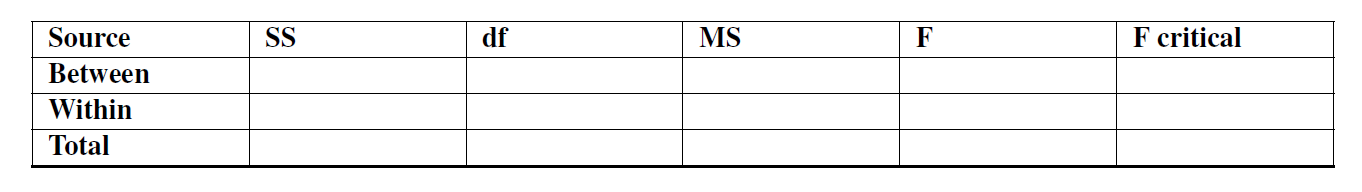 Source SS df MS F F critical
Between
Within
Total